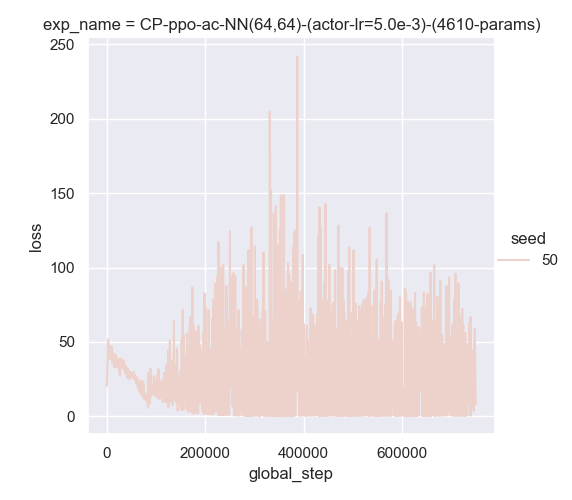 exp_name = CP-ppo-ac-NN(64,64)-(actor-lr=5.0e-3)-(4610-params)
250
200
150
100
50
0
loss
0
200000
400000
600000
global_step
seed
50